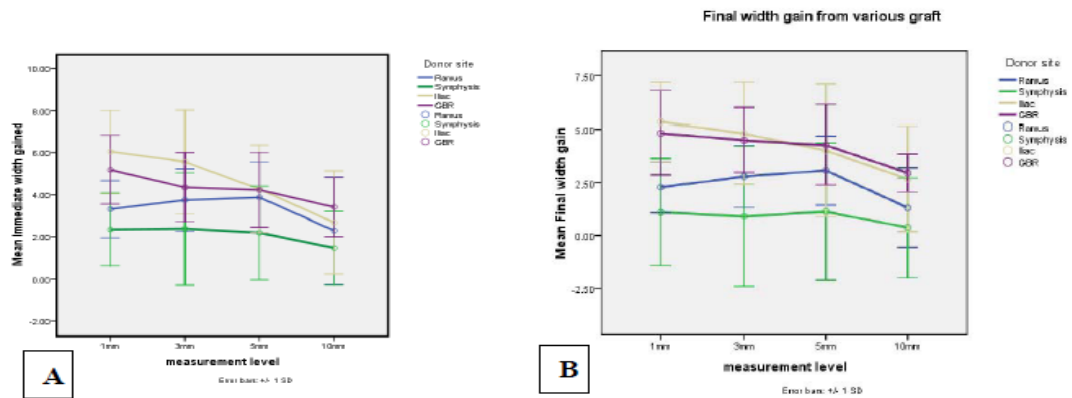 Mean Immediate width gained
10.00
8.00
6.00
4.00
2.00
0.00
-2.00
1mm 3mm 5mm 10mm
measurement level
Error bars: +/- 1 SD
Donor site
Ramus
Symphysis
Iliac
GBR
Ramus
Symphysis
Iliac
GBR
A
Final width gain from various graft
Mean Final width gain
7.50
5.00
2.50
0.00
-2.50
1mm 3mm 5mm 10mm
measurement level
Error bars: +/- 1 SD
Donor site
Ramus
Symphysis
Iliac
GBR
Ramus
Symphysis
Iliac
GBR
B